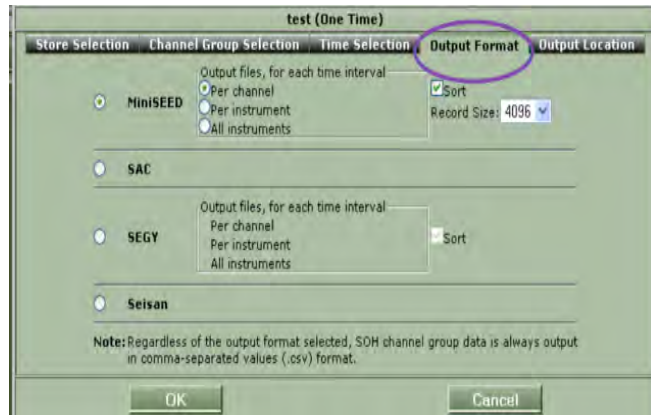 test (One Time)
Store Selection Channel Group Selection Time Selection Output Format Output Location
Output files, for each time interval
MiniSEED
Per channel
Per instrument
All instruments
Sort
Record Size: 4096
SAC
Output files, for each time interval
SEGY
Per channel
Per instrument
All instruments
Sort
Seisan
Note: Regardless of the output format selected, SOH channel group data is always output
in comma-separated values (.csv) format.
OK Cancel